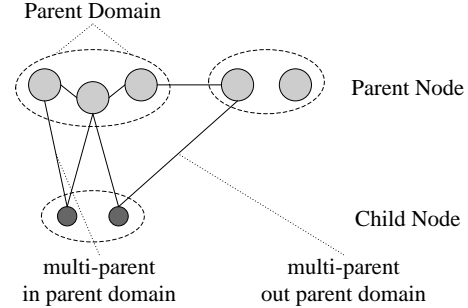 Parent Domain
Parent Node
Child Node
multi-parent
in parent domain
multi-parent
out parent domain